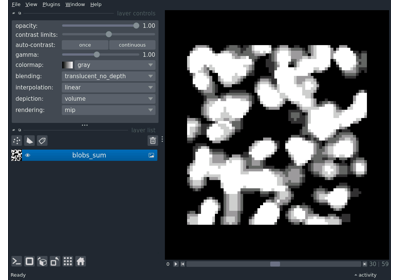 File View Plugins Window Help
layer controls
opacity: 1.00
contrast limits:
auto-contrast: once continuous
gamma: 1.00
colormap: gray
blending: translucent_no_depth
interpolation: linear
depiction: volume
rendering: mip
layer list
blobs_sum
30 59
Ready activity